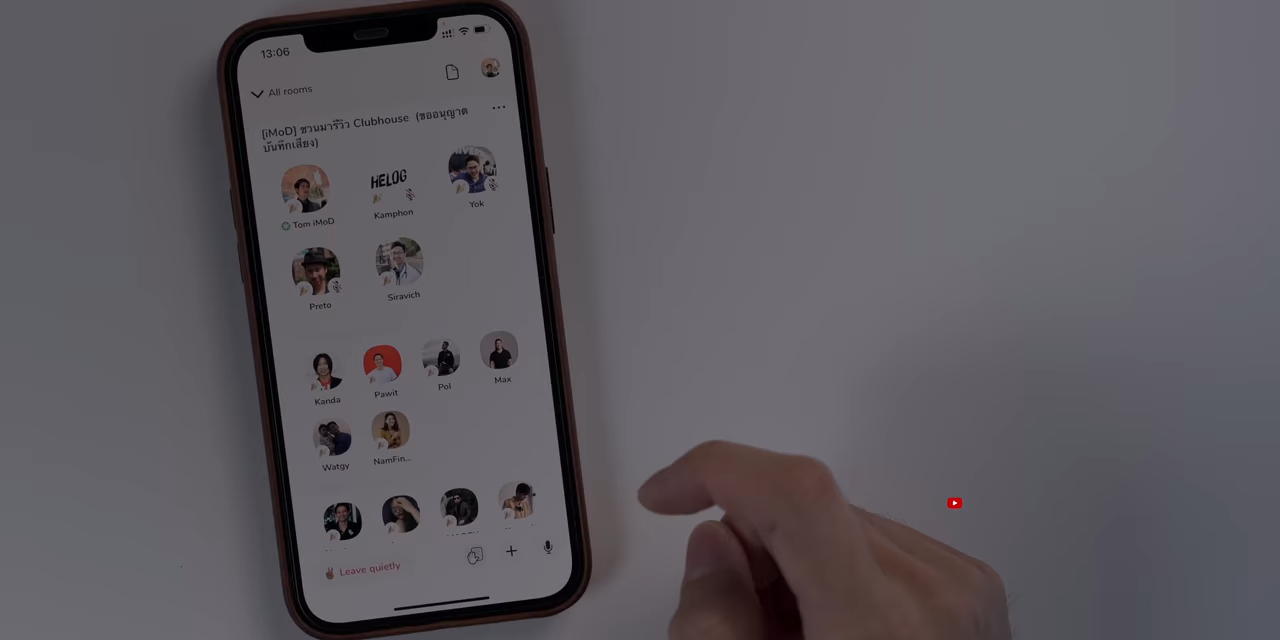 13:06
All rooms
[iMoD] ชวนมารีวิว Clubhouse (ขออนุญาต
บันทึกเสียง)
HELOG
Tom iMoD
Kamphon
Yok
Preto
Siravich
Kanda
Pawit
Pol
Max
Watgy
NamFin...
Leave quietly